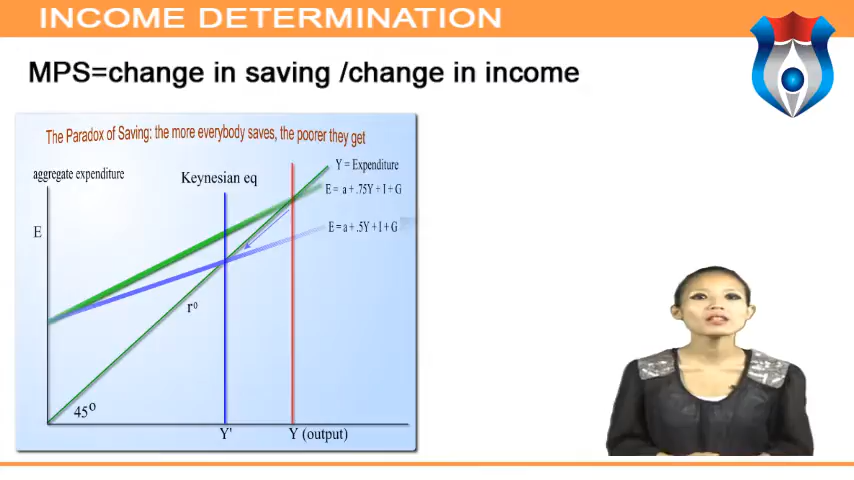 INCOME DETERMINATION
MPS=change in saving /change in income
The Paradox of Saving: the more everybody saves, the poorer they get
aggregate expenditure
Keynesian eq
Y = Expenditure
E = a + .75Y + I + G
E
E = a + .5Y + I + G
r⁰
45⁰
Y'
Y (output)